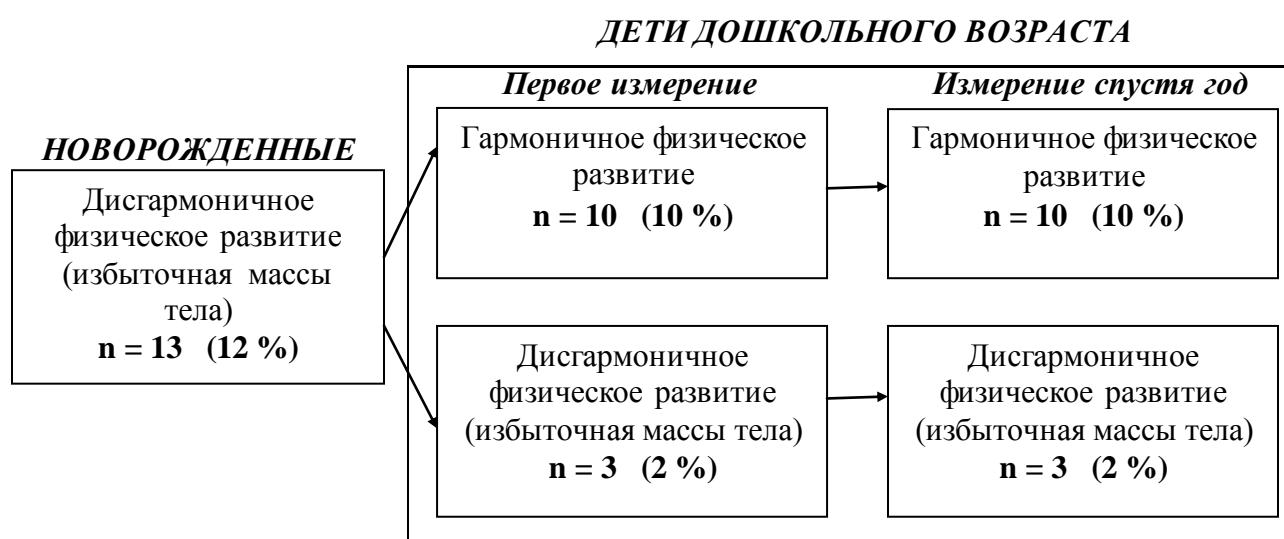 ДЕТИ ДОШКОЛЬНОГО ВОЗРАСТА
Первое измерение
Измерение спустя год
НОВОРОЖДЕННЫЕ
Дисгармоничное
физическое развитие
(избыточная массы
тела)
n = 13 (12 %)
Гармоничное физическое
развитие
n = 10 (10 %)
Гармоничное физическое
развитие
n = 10 (10 %)
Дисгармоничное
физическое развитие
(избыточная массы тела)
n = 3 (2 %)
Дисгармоничное
физическое развитие
(избыточная массы тела)
n = 3 (2 %)